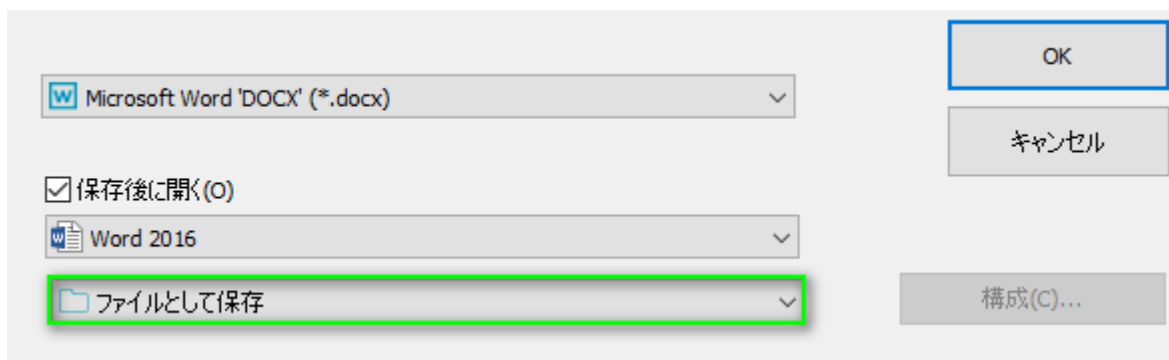 OK
Microsoft Word 'DOCX' (*.docx)
キャンセル
保存後に開く(O)
Word 2016
ファイルとして保存
構成(C)...